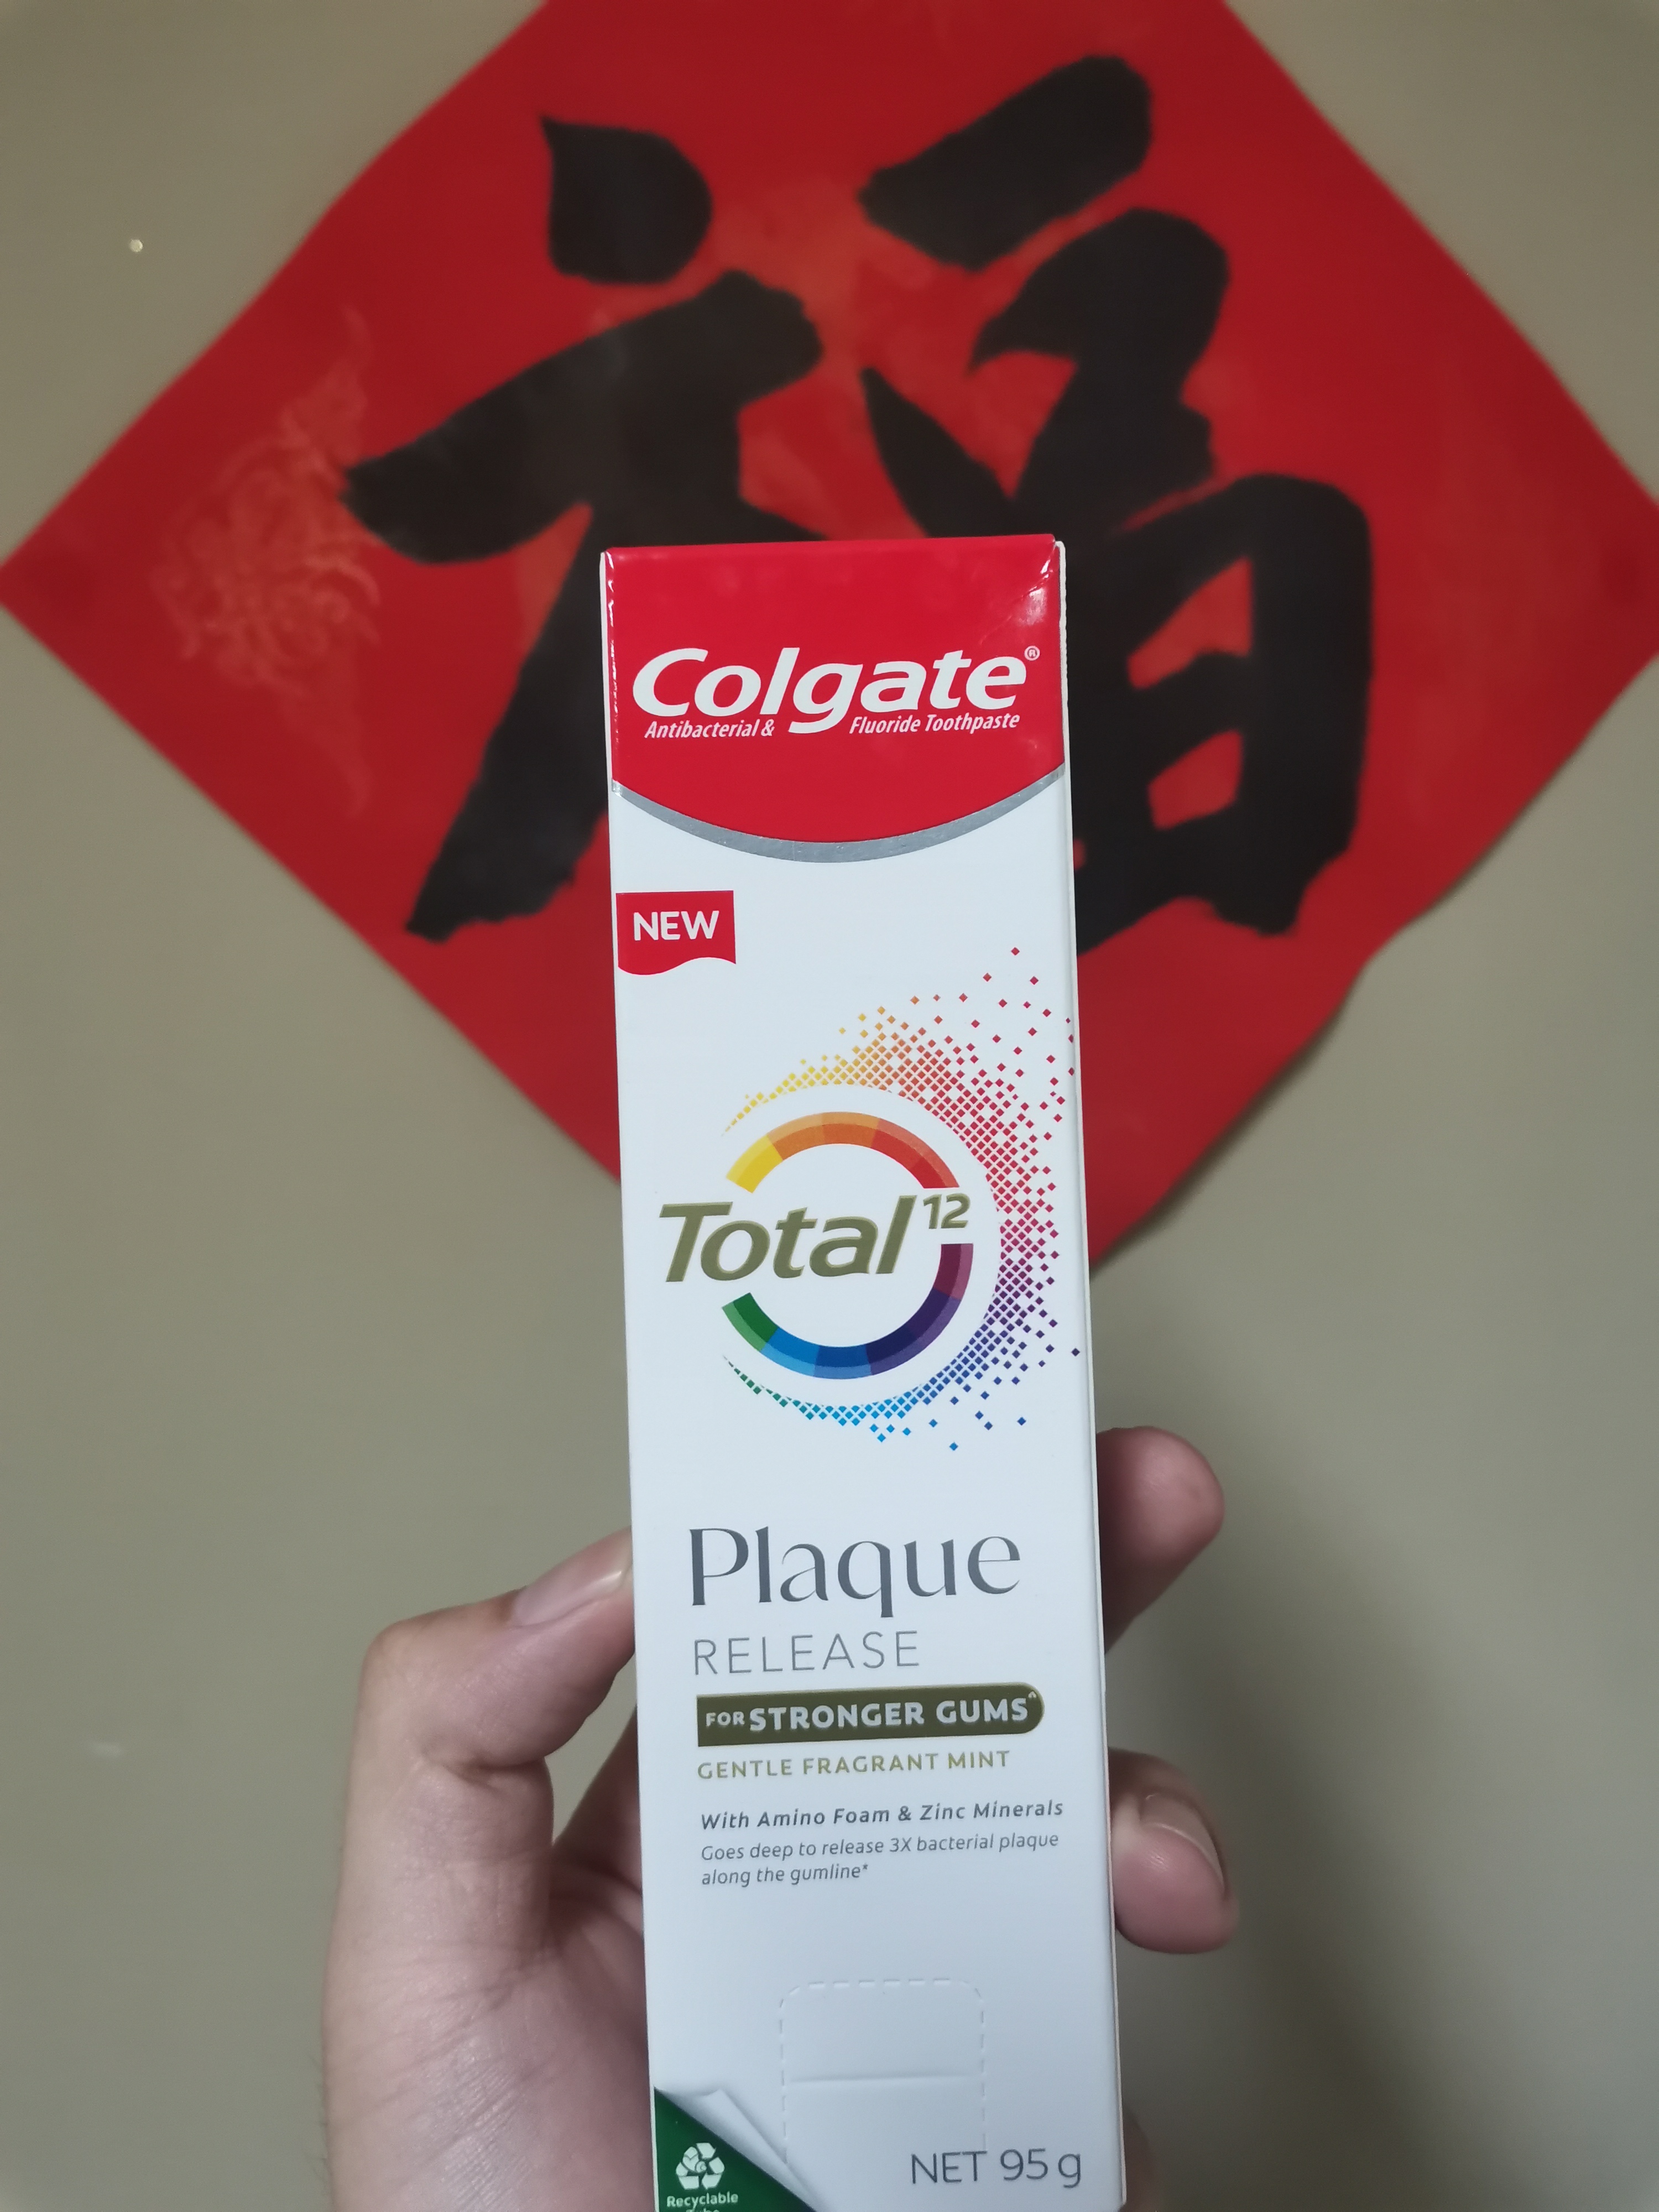 福
Colgate®
Antibacterial & Fluoride Toothpaste
NEW
Total 12
Plaque
RELEASE
FOR STRONGER GUMS^
GENTLE FRAGRANT MINT
With Amino Foam & Zinc Minerals
Goes deep to release 3X bacterial plaque
along the gumline*
NET 95 g
Recyclable